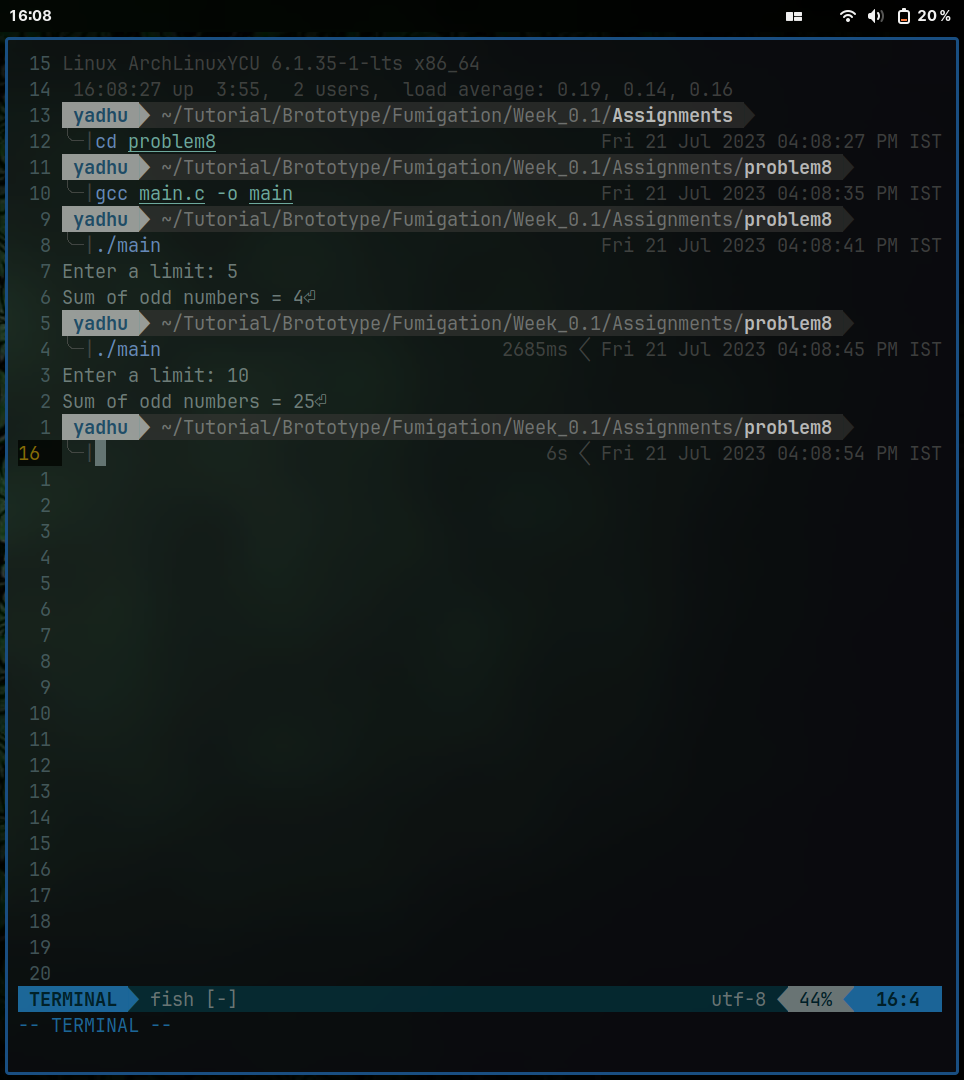 16:08 20%
15 Linux ArchLinuxYCU 6.1.35-1-lts x86_64
14 16:08:27 up 3:55, 2 users, load average: 0.19, 0.14, 0.16
13 yadhu ~/Tutorial/Brototype/Fumigation/Week_0.1/Assignments
12 cd problem8 Fri 21 Jul 2023 04:08:27 PM IST
11 yadhu ~/Tutorial/Brototype/Fumigation/Week_0.1/Assignments/problem8
10 gcc main.c -o main Fri 21 Jul 2023 04:08:35 PM IST
9 yadhu ~/Tutorial/Brototype/Fumigation/Week_0.1/Assignments/problem8
8 ./main Fri 21 Jul 2023 04:08:41 PM IST
7 Enter a limit: 5
6 Sum of odd numbers = 4⏎
5 yadhu ~/Tutorial/Brototype/Fumigation/Week_0.1/Assignments/problem8
4 ./main 2685ms Fri 21 Jul 2023 04:08:45 PM IST
3 Enter a limit: 10
2 Sum of odd numbers = 25⏎
1 yadhu ~/Tutorial/Brototype/Fumigation/Week_0.1/Assignments/problem8
16 6s Fri 21 Jul 2023 04:08:54 PM IST
1
2
3
4
5
6
7
8
9
10
11
12
13
14
15
16
17
18
19
20
TERMINAL fish [-] utf-8 44% 16:4
-- TERMINAL --